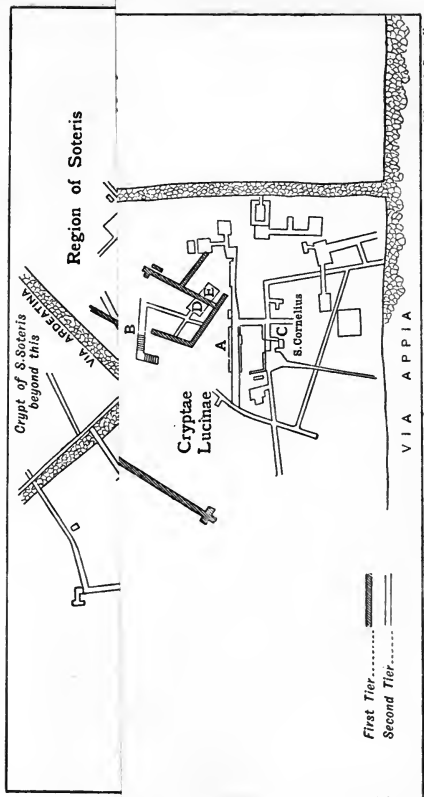 Crypt of S.Soteris
beyond this
VIA ARDEATINA
Region of Soteris
B
D
E
A
Cryptae
Lucinae
C
S.Cornelius
VIA APPIA
First Tier
Second Tier